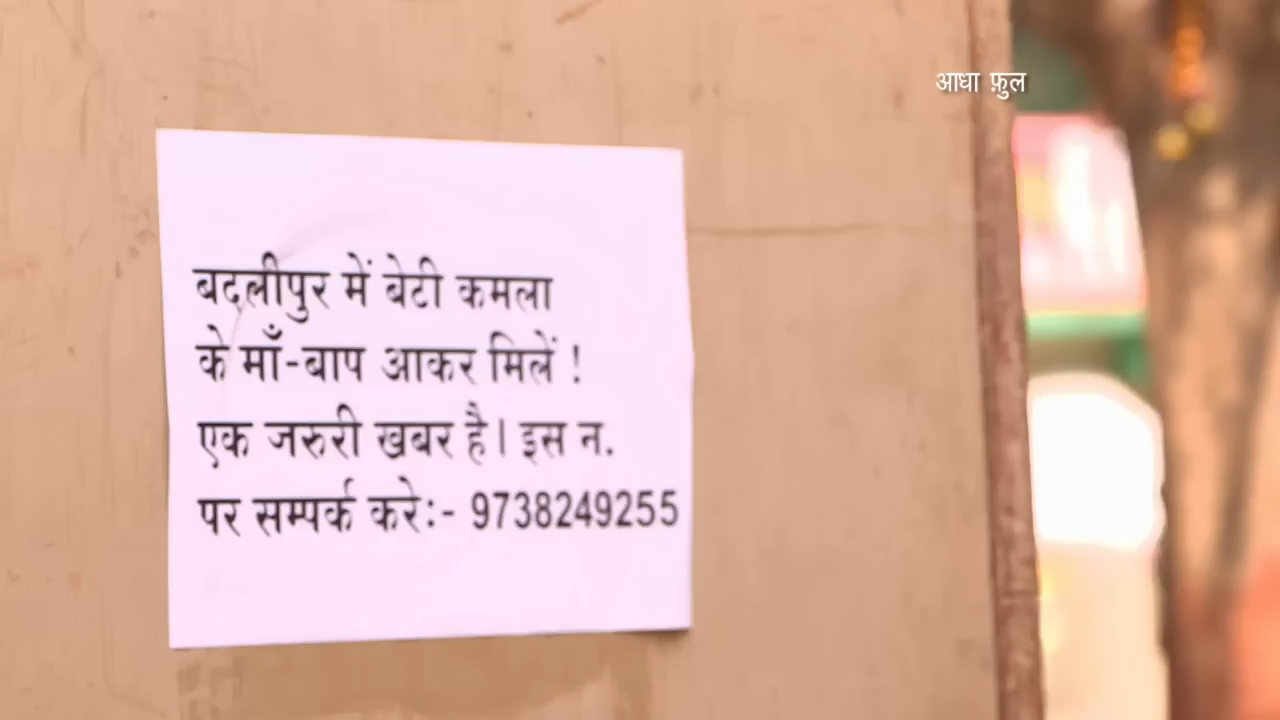 आधा फ़ुल
बदलीपुर में बेटी कमला
के माँ-बाप आकर मिलें !
एक जरुरी खबर है। इस न.
पर सम्पर्क करे:- 9738249255